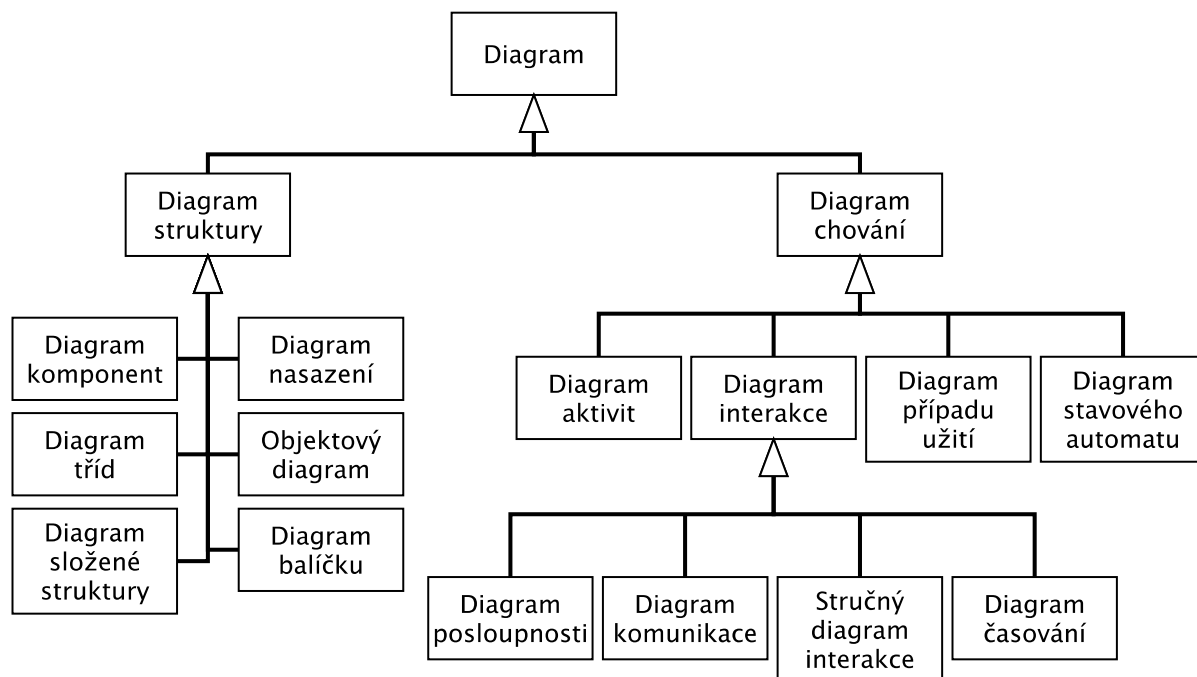 Diagram
Diagram
struktury
Diagram
chování
Diagram
komponent
Diagram
nasazení
Diagram
tříd
Objektový
diagram
Diagram
složené
struktury
Diagram
balíčku
Diagram
aktivit
Diagram
interakce
Diagram
případu
užití
Diagram
stavového
automatu
Diagram
posloupnosti
Diagram
komunikace
Stručný
diagram
interakce
Diagram
časování